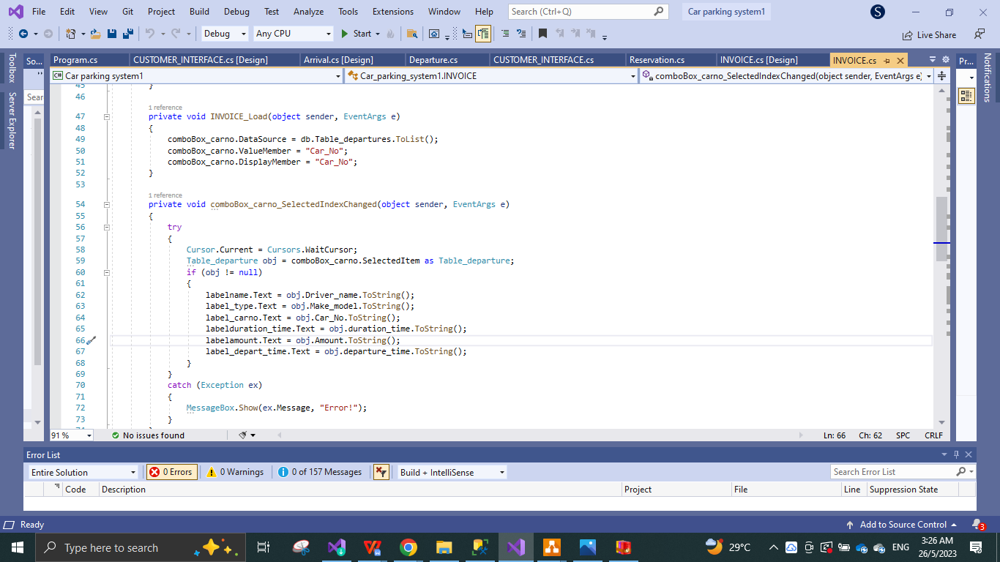 File Edit View Git Project Build Debug Test Analyze Tools Extensions Window Help Search (Ctrl+Q) Car parking system1 S
Debug Any CPU Start Live Share
Toolbox
Server Explorer
So...
Sear
Program.cs CUSTOMER_INTERFACE.cs [Design] Arrival.cs [Design] Departure.cs CUSTOMER_INTERFACE.cs Reservation.cs INVOICE.cs [Design] INVOICE.cs
Pr...
Notifications
C# Car parking system1 Car_parking_system1.INVOICE comboBox_carno_SelectedIndexChanged(object sender, EventArgs e)
45 }
46
1 reference
47 private void INVOICE_Load(object sender, EventArgs e)
48 {
49 comboBox_carno.DataSource = db.Table_departures.ToList();
50 comboBox_carno.ValueMember = "Car_No";
51 comboBox_carno.DisplayMember = "Car_No";
52 }
53
1 reference
54 private void comboBox_carno_SelectedIndexChanged(object sender, EventArgs e)
55 {
56 try
57 {
58 Cursor.Current = Cursors.WaitCursor;
59 Table_departure obj = comboBox_carno.SelectedItem as Table_departure;
60 if (obj != null)
61 {
62 labelname.Text = obj.Driver_name.ToString();
63 label_type.Text = obj.Make_model.ToString();
64 label_carno.Text = obj.Car_No.ToString();
65 labelduration_time.Text = obj.duration_time.ToString();
66 labelamount.Text = obj.Amount.ToString();
67 label_depart_time.Text = obj.departure_time.ToString();
68 }
69 }
70 catch (Exception ex)
71 {
72 MessageBox.Show(ex.Message, "Error!");
73 }
91 % No issues found Ln: 66 Ch: 62 SPC CRLF
Error List
Entire Solution 0 Errors 0 Warnings 0 of 157 Messages Build + IntelliSense Search Error List
Code Description Project File Line Suppression State
Ready Add to Source Control 3
Type here to search 29°C ENG 3:26 AM
26/5/2023